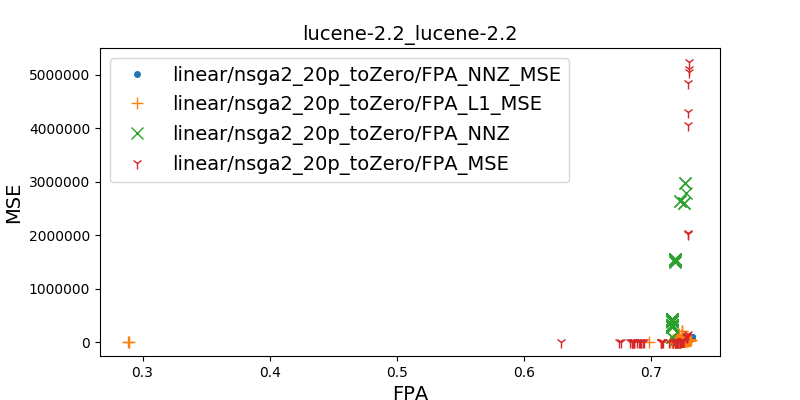 lucene-2.2_lucene-2.2
linear/nsga2_20p_toZero/FPA_NNZ_MSE
linear/nsga2_20p_toZero/FPA_L1_MSE
linear/nsga2_20p_toZero/FPA_NNZ
linear/nsga2_20p_toZero/FPA_MSE
MSE
5000000
4000000
3000000
2000000
1000000
0
0.3 0.4 0.5 0.6 0.7
FPA